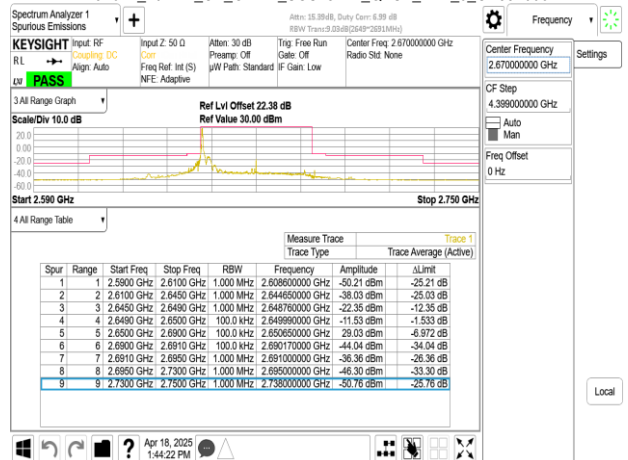 Spectrum Analyzer 1
Spurious Emissions
Attn: 15.39dB, Duty Corr: 6.99 dB
RBW Trans:9.03dB(2649~2691MHz)
Frequency
KEYSIGHT Input: RF Input Z: 50 Ω Atten: 30 dB Trig: Free Run Center Freq: 2.670000000 GHz
RL Coupling: DC Corr Preamp: Off Gate: Off Radio Std: None
Align: Auto Freq Ref: Int (S) µW Path: Standard IF Gain: Low
LXI PASS NFE: Adaptive
Center Frequency
2.670000000 GHz
Settings
CF Step
4.399000000 GHz
Auto
Man
Freq Offset
0 Hz
3 All Range Graph
Ref Lvl Offset 22.38 dB
Scale/Div 10.0 dB Ref Value 30.00 dBm
20.0
0.00
-20.0
-40.0
-60.0
Start 2.590 GHz Stop 2.750 GHz
4 All Range Table
Measure Trace Trace 1
Trace Type Trace Average (Active)
Spur Range Start Freq Stop Freq RBW Frequency Amplitude ΔLimit
1 1 2.5900 GHz 2.6100 GHz 1.000 MHz 2.608600000 GHz -50.21 dBm -25.21 dB
2 2 2.6100 GHz 2.6450 GHz 1.000 MHz 2.644650000 GHz -38.03 dBm -25.03 dB
3 3 2.6450 GHz 2.6490 GHz 1.000 MHz 2.648760000 GHz -22.35 dBm -12.35 dB
4 4 2.6490 GHz 2.6500 GHz 100.0 kHz 2.649990000 GHz -11.53 dBm -1.533 dB
5 5 2.6500 GHz 2.6900 GHz 100.0 kHz 2.650650000 GHz 29.03 dBm -6.972 dB
6 6 2.6900 GHz 2.6910 GHz 100.0 kHz 2.690170000 GHz -44.04 dBm -34.04 dB
7 7 2.6910 GHz 2.6950 GHz 1.000 MHz 2.691000000 GHz -36.36 dBm -26.36 dB
8 8 2.6950 GHz 2.7300 GHz 1.000 MHz 2.695000000 GHz -46.30 dBm -33.30 dB
9 9 2.7300 GHz 2.7500 GHz 1.000 MHz 2.738000000 GHz -50.76 dBm -25.76 dB
Local
Apr 18, 2025
1:44:22 PM